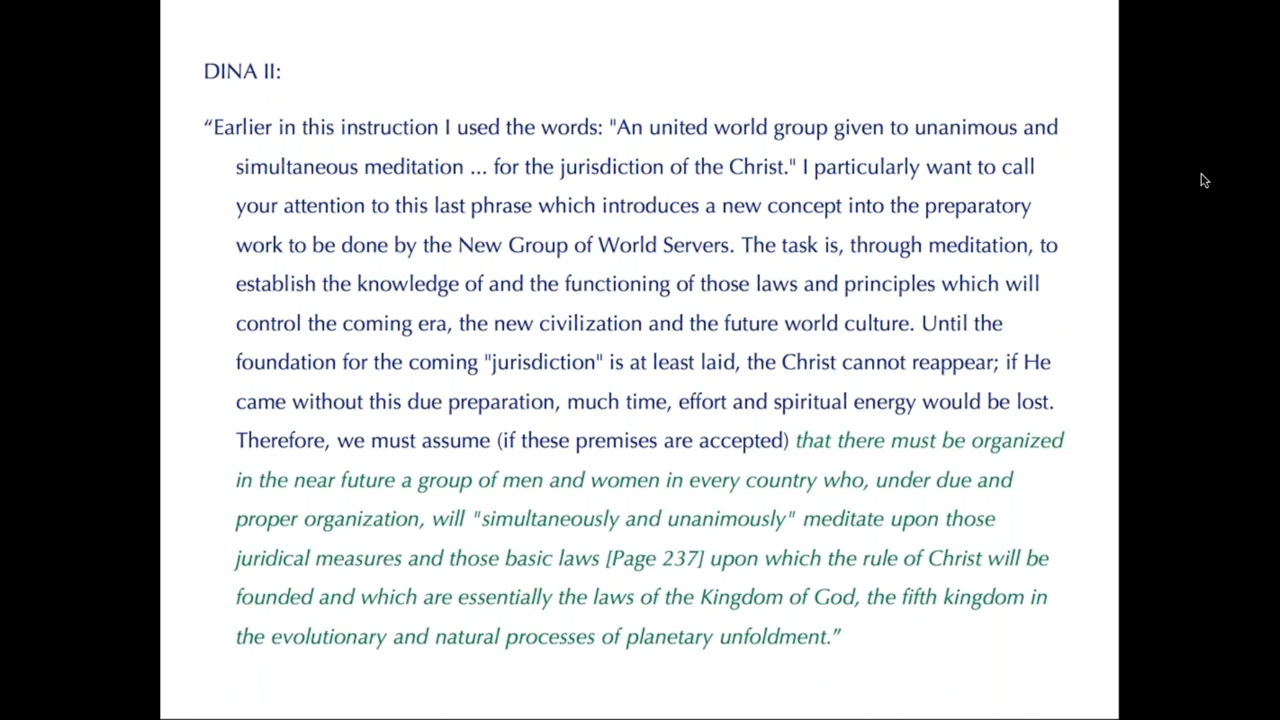 DINA II:
“Earlier in this instruction I used the words: "An united world group given to unanimous and
simultaneous meditation ... for the jurisdiction of the Christ." I particularly want to call
your attention to this last phrase which introduces a new concept into the preparatory
work to be done by the New Group of World Servers. The task is, through meditation, to
establish the knowledge of and the functioning of those laws and principles which will
control the coming era, the new civilization and the future world culture. Until the
foundation for the coming "jurisdiction" is at least laid, the Christ cannot reappear; if He
came without this due preparation, much time, effort and spiritual energy would be lost.
Therefore, we must assume (if these premises are accepted) that there must be organized
in the near future a group of men and women in every country who, under due and
proper organization, will "simultaneously and unanimously" meditate upon those
juridical measures and those basic laws [Page 237] upon which the rule of Christ will be
founded and which are essentially the laws of the Kingdom of God, the fifth kingdom in
the evolutionary and natural processes of planetary unfoldment.”